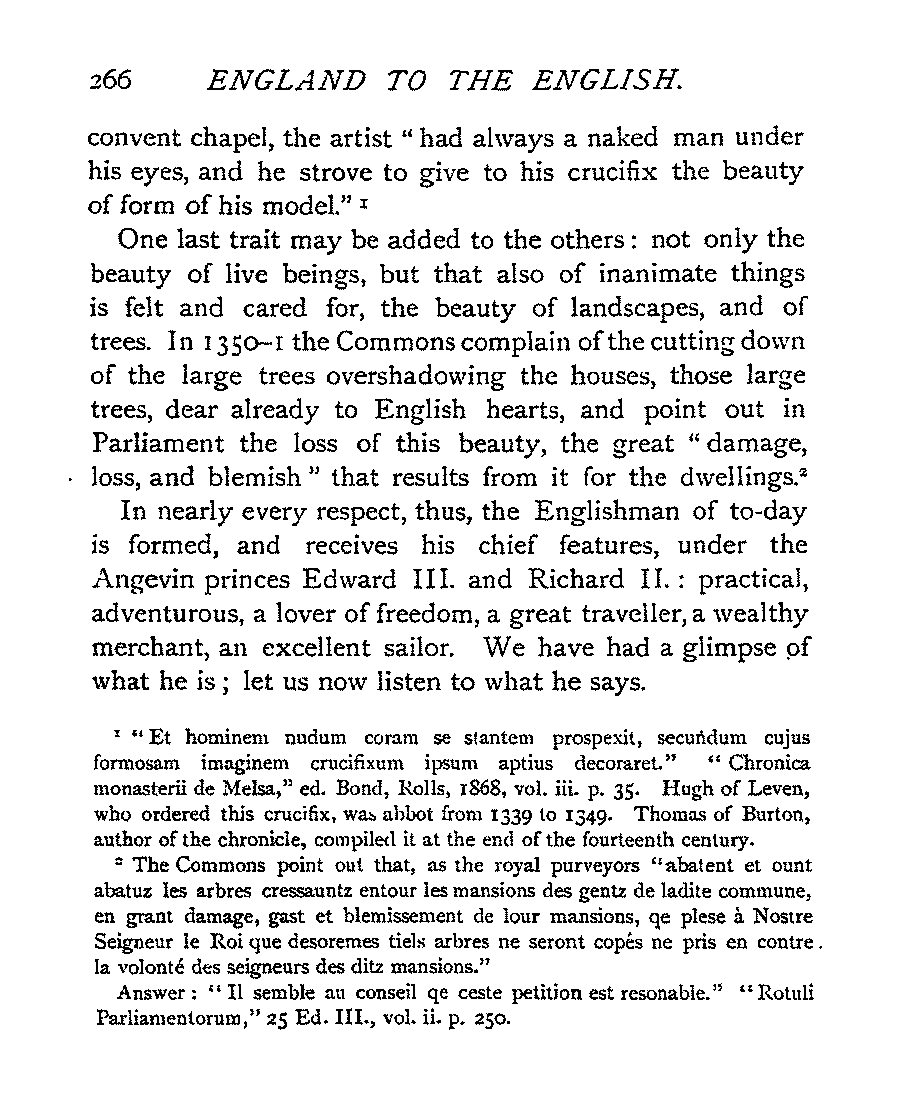 266 ENGLAND TO THE ENGLISH.
convent chapel, the artist “ had always a naked man under
his eyes, and he strove to give to his crucifix the beauty
of form of his model.” ¹
One last trait may be added to the others : not only the
beauty of live beings, but that also of inanimate things
is felt and cared for, the beauty of landscapes, and of
trees. In 1350–1 the Commons complain of the cutting down
of the large trees overshadowing the houses, those large
trees, dear already to English hearts, and point out in
Parliament the loss of this beauty, the great “ damage,
loss, and blemish ” that results from it for the dwellings.²
In nearly every respect, thus, the Englishman of to-day
is formed, and receives his chief features, under the
Angevin princes Edward III. and Richard II. : practical,
adventurous, a lover of freedom, a great traveller, a wealthy
merchant, an excellent sailor. We have had a glimpse of
what he is ; let us now listen to what he says.
¹ “ Et hominem nudum coram se stantem prospexit, secundum cujus
formosam imaginem crucifixum ipsum aptius decoraret.” “ Chronica
monasterii de Melsa,” ed. Bond, Rolls, 1868, vol. iii. p. 35. Hugh of Leven,
who ordered this crucifix, was abbot from 1339 to 1349. Thomas of Burton,
author of the chronicle, compiled it at the end of the fourteenth century.
² The Commons point out that, as the royal purveyors “abatent et ount
abatuz les arbres cressauntz entour les mansions des gentz de ladite commune,
en grant damage, gast et blemissement de lour mansions, qe plese à Nostre
Seigneur le Roi que desoremes tiels arbres ne seront copés ne pris en contre
la volonté des seigneurs des ditz mansions.”
Answer : “ Il semble au conseil qe ceste petition est resonable.” “ Rotuli
Parliamentorum,” 25 Ed. III., vol. ii. p. 250.